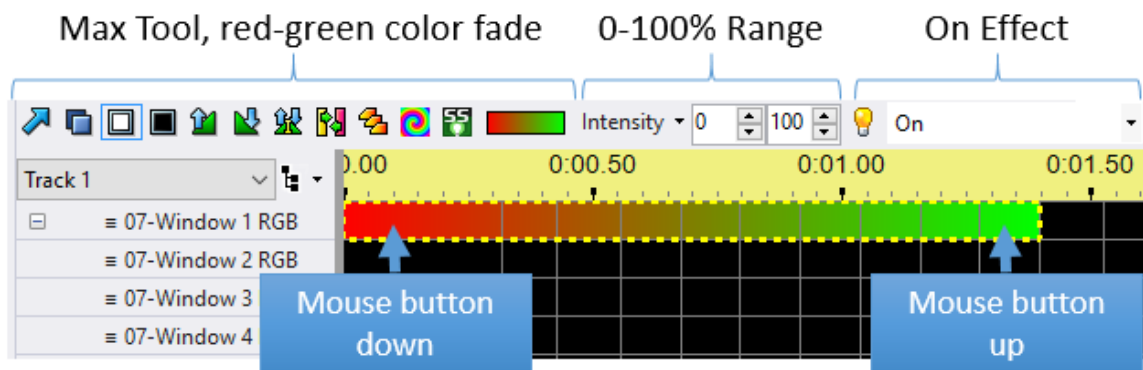 Max Tool, red-green color fade 0-100% Range On Effect
Intensity 0 100 On
Track 1 0.00 0:00.50 0:01.00 0:01.50
07-Window 1 RGB
07-Window 2 RGB
07-Window 3
07-Window 4
Mouse button down
Mouse button up